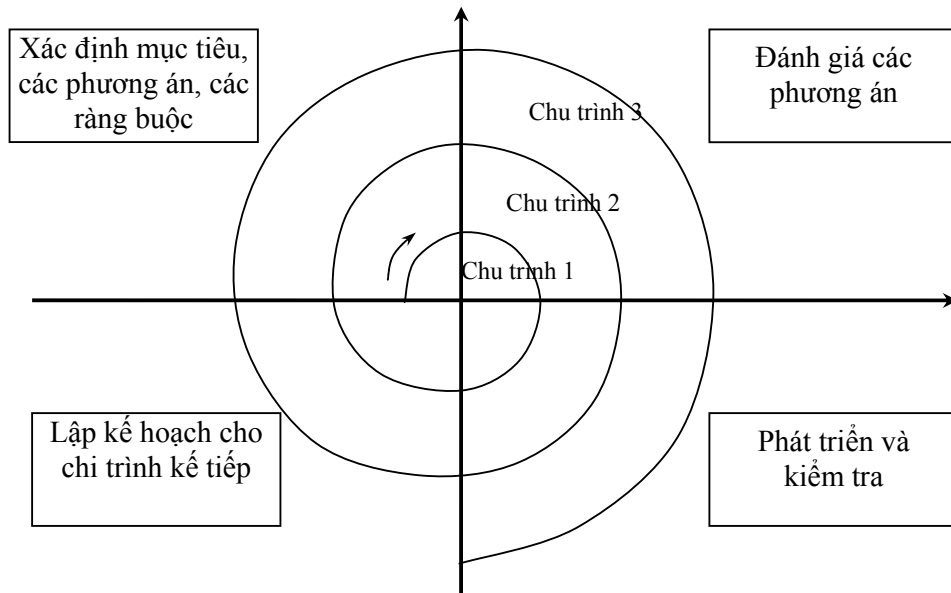 Xác định mục tiêu,
các phương án, các
ràng buộc
Đánh giá các
phương án
Chu trình 3
Chu trình 2
Chu trình 1
Lập kế hoạch cho
chi trình kế tiếp
Phát triển và
kiểm tra